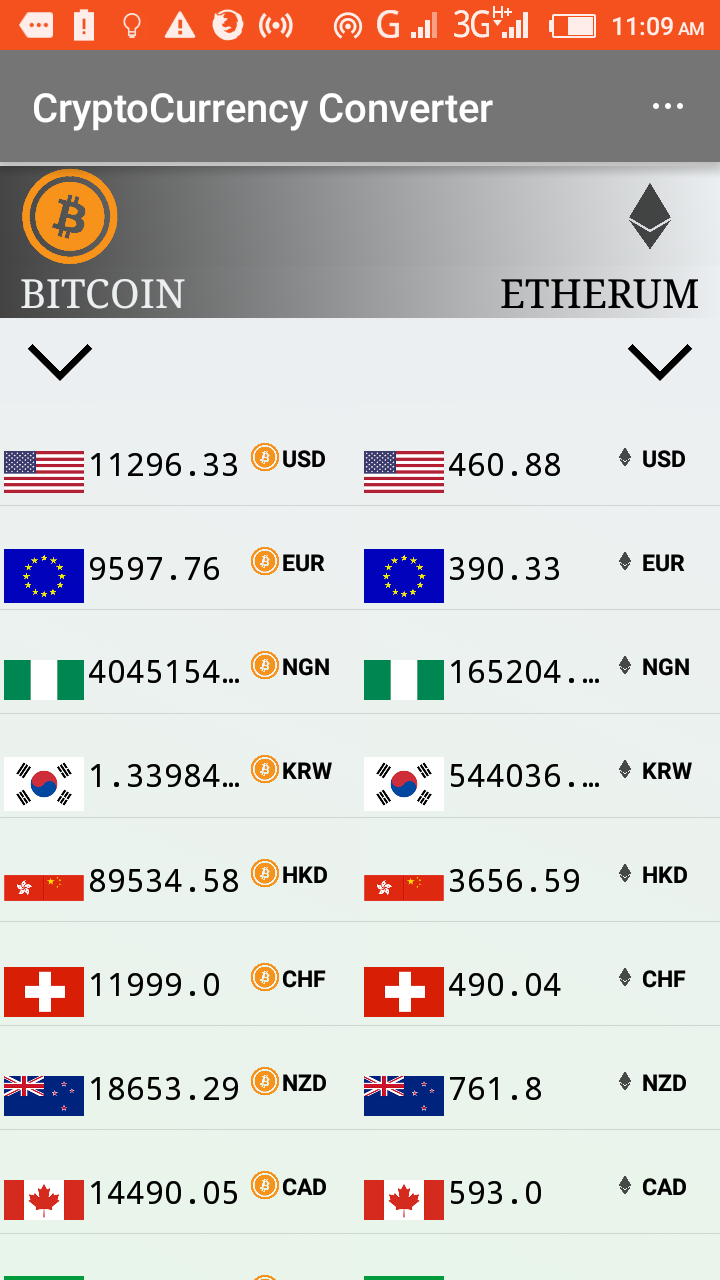 G 3G H+ 11:09 AM
CryptoCurrency Converter
BITCOIN ETHERUM
11296.33 USD 460.88 USD
9597.76 EUR 390.33 EUR
4045154... NGN 165204.... NGN
1.33984... KRW 544036.... KRW
89534.58 HKD 3656.59 HKD
11999.0 CHF 490.04 CHF
18653.29 NZD 761.8 NZD
14490.05 CAD 593.0 CAD